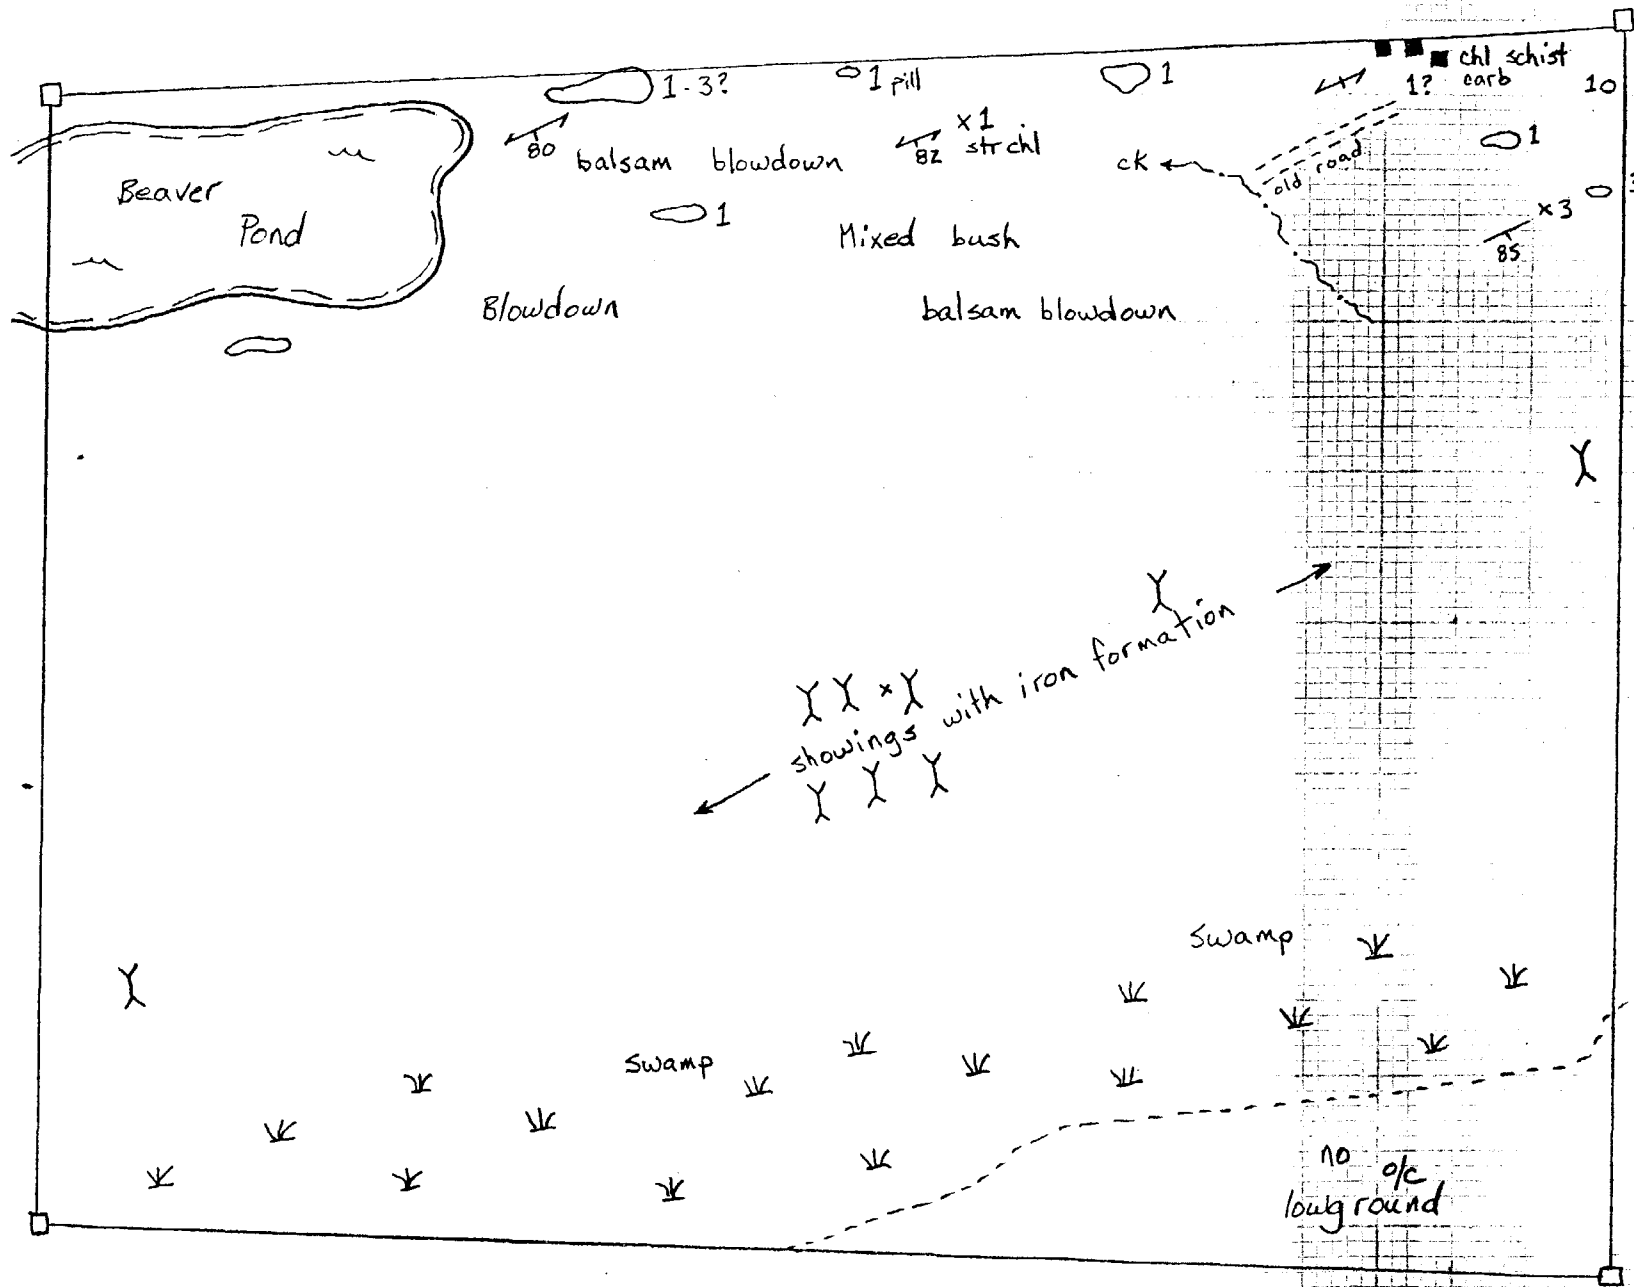 chl schist
1-3?
1 pill
1
1?
carb
10
80
balsam blowdown
82
x1
str chl
ck
old road
1
Beaver
Pond
1
Mixed bush
x3
85
Blowdown
balsam blowdown
showings with iron formation
x
Swamp
Swamp
no o/c
lowground